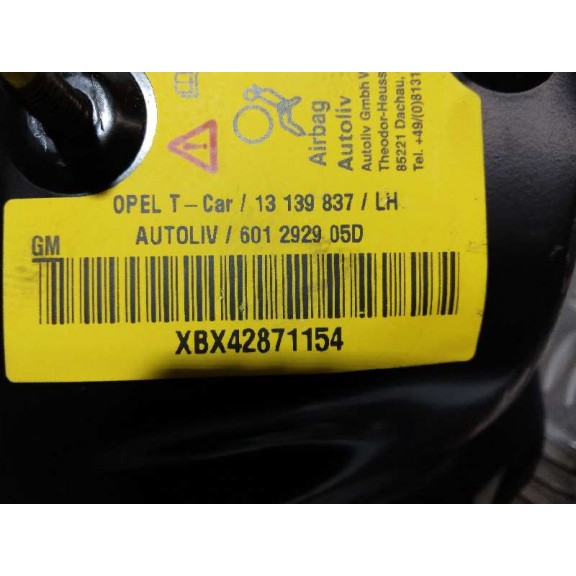 Airbag
Autoliv
Autoliv GmbH
Theodor-Heuss
85221 Dachau,
Tel. +49/(0)8131
OPEL T-Car / 13 139 837 / LH
GM
AUTOLIV / 601 2929 05D
XBX42871154